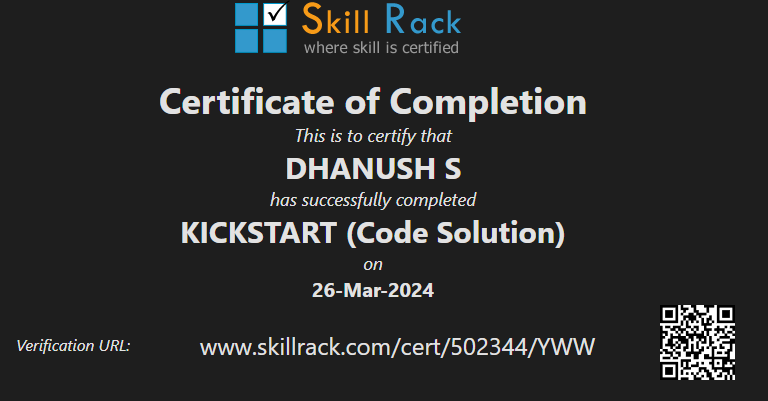 Skill Rack
where skill is certified
Certificate of Completion
This is to certify that
DHANUSH S
has successfully completed
KICKSTART (Code Solution)
on
26-Mar-2024
Verification URL: www.skillrack.com/cert/502344/YWW